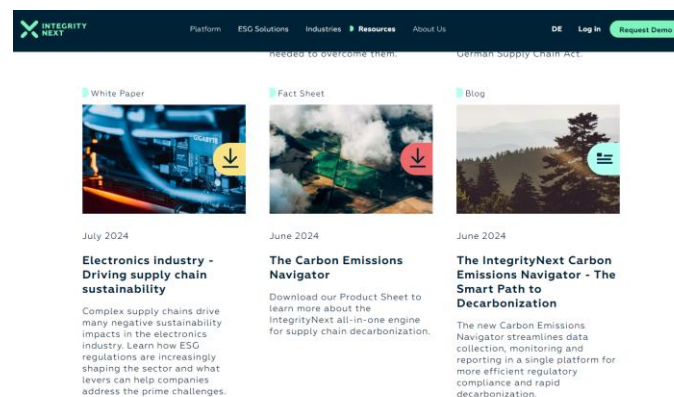 INTEGRITY
NEXT
Platform ESG Solutions Industries Resources About Us DE Log in Request Demo
needed to overcome them.
German Supply Chain Act.
White Paper
GIGABYTE
July 2024
Electronics industry -
Driving supply chain
sustainability
Complex supply chains drive
many negative sustainability
impacts in the electronics
industry. Learn how ESG
regulations are increasingly
shaping the sector and what
levers can help companies
address the prime challenges.
Fact Sheet
June 2024
The Carbon Emissions
Navigator
Download our Product Sheet to
learn more about the
IntegrityNext all-in-one engine
for supply chain decarbonization.
Blog
June 2024
The IntegrityNext Carbon
Emissions Navigator - The
Smart Path to
Decarbonization
The new Carbon Emissions
Navigator streamlines data
collection, monitoring and
reporting in a single platform for
more efficient regulatory
compliance and rapid
decarbonization.